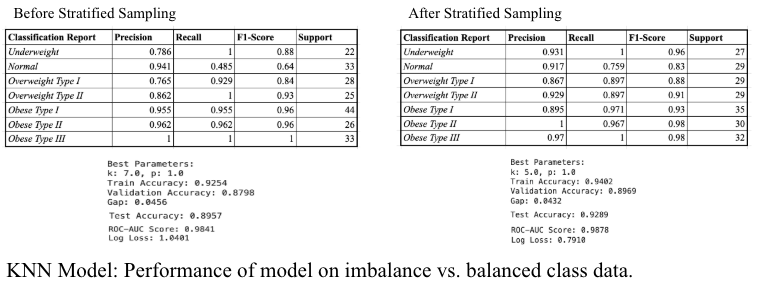 Before Stratified Sampling
Classification Report Precision Recall F1-Score Support
Underweight 0.786 1 0.88 22
Normal 0.941 0.485 0.64 33
Overweight Type I 0.765 0.929 0.84 28
Overweight Type II 0.862 1 0.93 25
Obese Type I 0.955 0.955 0.96 44
Obese Type II 0.962 0.962 0.96 26
Obese Type III 1 1 1 33
Best Parameters:
k: 7.0, p: 1.0
Train Accuracy: 0.9254
Validation Accuracy: 0.8798
Gap: 0.0456
Test Accuracy: 0.8957
ROC-AUC Score: 0.9841
Log Loss: 1.0401
After Stratified Sampling
Classification Report Precision Recall F1-Score Support
Underweight 0.931 1 0.96 27
Normal 0.917 0.759 0.83 29
Overweight Type I 0.867 0.897 0.88 29
Overweight Type II 0.929 0.897 0.91 29
Obese Type I 0.895 0.971 0.93 35
Obese Type II 1 0.967 0.98 30
Obese Type III 0.97 1 0.98 32
Best Parameters:
k: 5.0, p: 1.0
Train Accuracy: 0.9402
Validation Accuracy: 0.8969
Gap: 0.0432
Test Accuracy: 0.9289
ROC-AUC Score: 0.9878
Log Loss: 0.7910
KNN Model: Performance of model on imbalance vs. balanced class data.